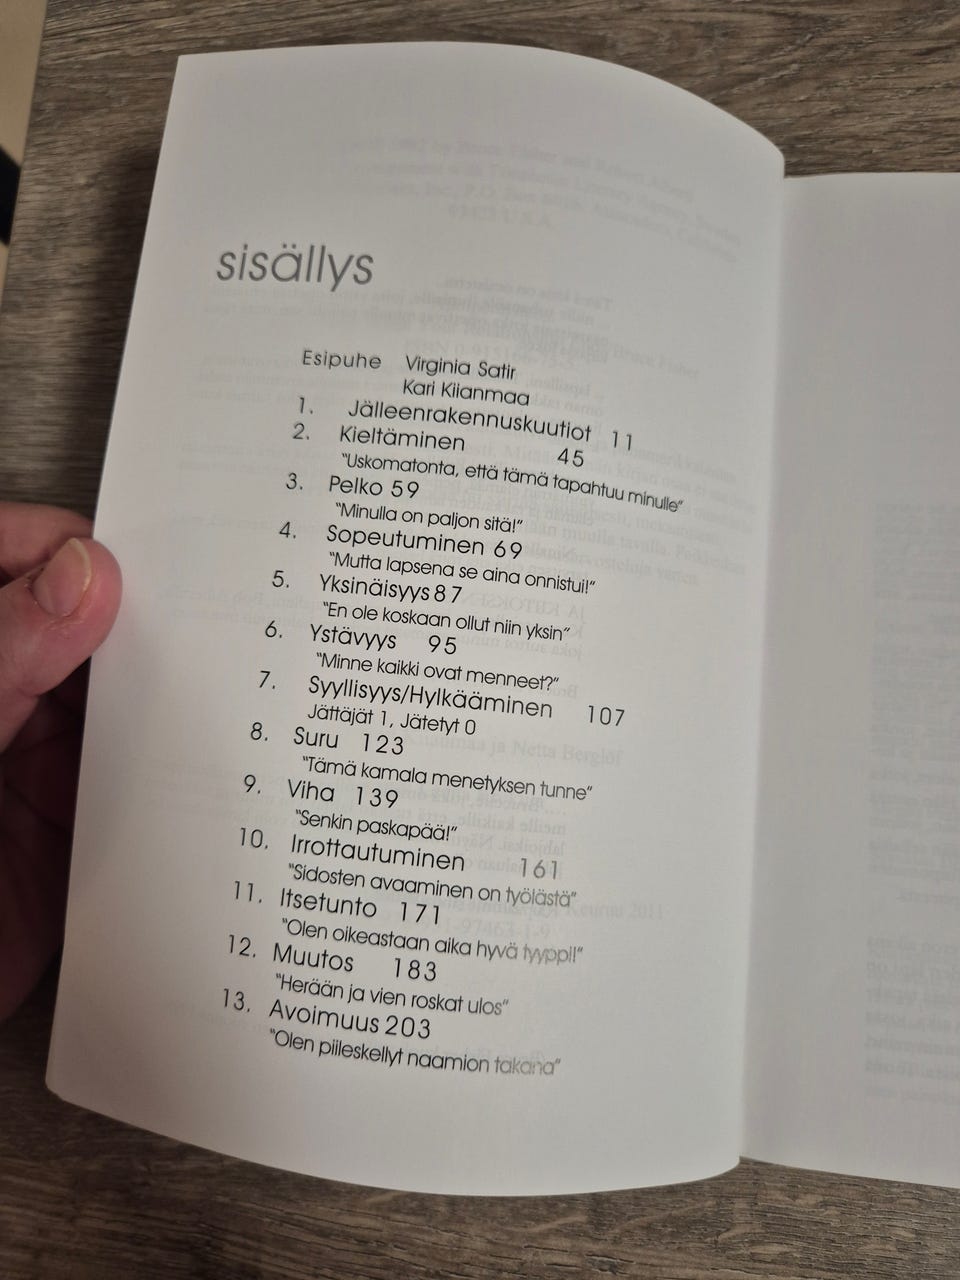 sisällys
Esipuhe Virginia Satir
Kari Kiianmaa
1. Jälleenrakennuskuutiot 11
2. Kieltäminen 45
"Uskomatonta, että tämä tapahtuu minulle"
3. Pelko 59
"Minulla on paljon sitä!"
4. Sopeutuminen 69
"Mutta lapsena se aina onnistui!"
5. Yksinäisyys 87
"En ole koskaan ollut niin yksin"
6. Ystävyys 95
"Minne kaikki ovat menneet?"
7. Syyllisyys/Hylkääminen 107
Jättäjät 1, Jätetyt 0
8. Suru 123
"Tämä kamala menetyksen tunne"
9. Viha 139
"Senkin paskapää!"
10. Irrottautuminen 161
"Sidosten avaaminen on työlästä"
11. Itsetunto 171
"Olen oikeastaan aika hyvä tyyppi!"
12. Muutos 183
"Herään ja vien roskat ulos"
13. Avoimuus 203
"Olen piileskellyt naamion takana"